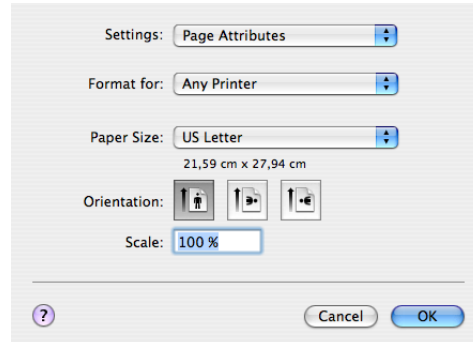 Settings: Page Attributes
Format for: Any Printer
Paper Size: US Letter
21,59 cm x 27,94 cm
Orientation:
Scale: 100 %
? Cancel OK